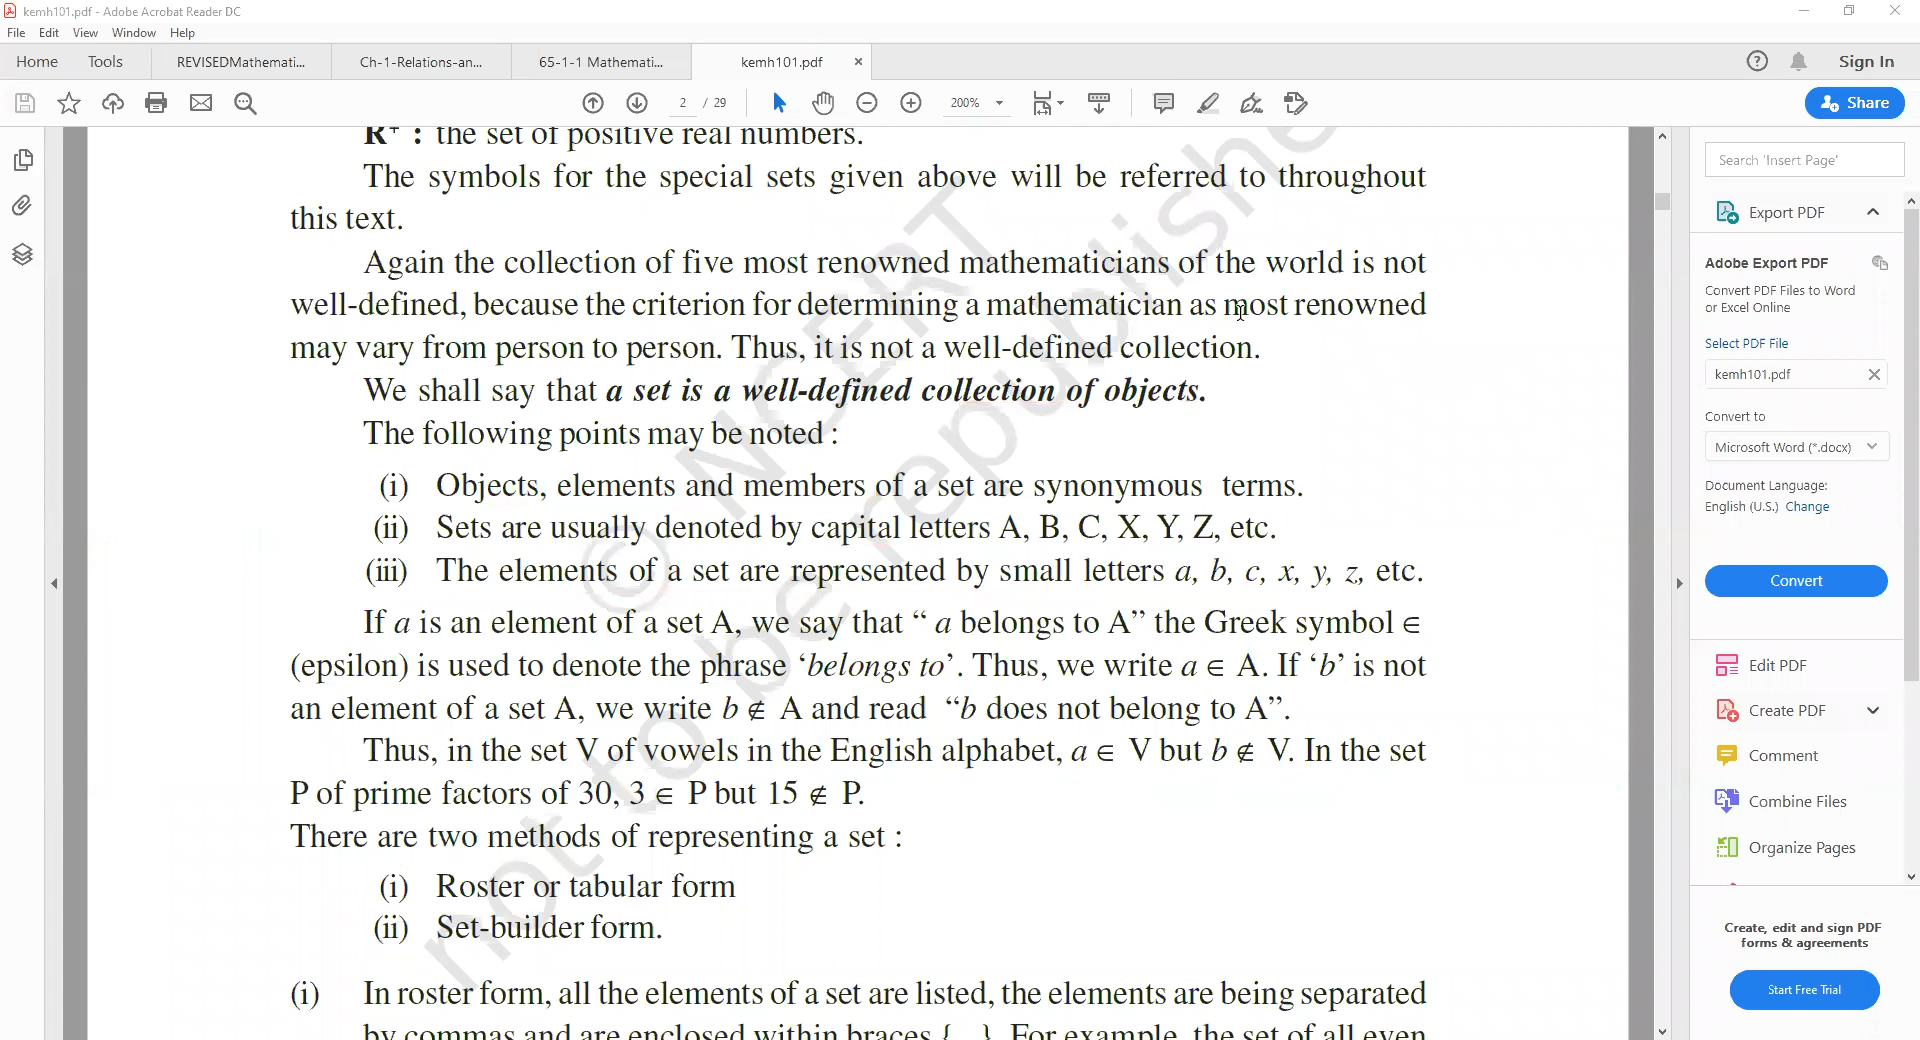 kemh101.pdf - Adobe Acrobat Reader DC
File Edit View Window Help
Home Tools REVISEDMathemati... Ch-1-Relations-an... 65-1-1 Mathemati... kemh101.pdf × Sign In
2 / 29 200% Share
R+ : the set of positive real numbers.
The symbols for the special sets given above will be referred to throughout
this text.
Again the collection of five most renowned mathematicians of the world is not
well-defined, because the criterion for determining a mathematician as most renowned
may vary from person to person. Thus, it is not a well-defined collection.
We shall say that a set is a well-defined collection of objects.
The following points may be noted :
(i) Objects, elements and members of a set are synonymous terms.
(ii) Sets are usually denoted by capital letters A, B, C, X, Y, Z, etc.
(iii) The elements of a set are represented by small letters a, b, c, x, y, z, etc.
If a is an element of a set A, we say that “ a belongs to A” the Greek symbol ∈
(epsilon) is used to denote the phrase ‘belongs to’. Thus, we write a ∈ A. If ‘b’ is not
an element of a set A, we write b ∉ A and read “b does not belong to A”.
Thus, in the set V of vowels in the English alphabet, a ∈ V but b ∉ V. In the set
P of prime factors of 30, 3 ∈ P but 15 ∉ P.
There are two methods of representing a set :
(i) Roster or tabular form
(ii) Set-builder form.
(i) In roster form, all the elements of a set are listed, the elements are being separated
by commas and are enclosed within braces { }. For example, the set of all even
© NCERT
not to be republishe
Search 'Insert Page'
Export PDF
Adobe Export PDF
Convert PDF Files to Word
or Excel Online
Select PDF File
kemh101.pdf
Convert to
Microsoft Word (*.docx)
Document Language:
English (U.S.) Change
Convert
Edit PDF
Create PDF
Comment
Combine Files
Organize Pages
Create, edit and sign PDF
forms & agreements
Start Free Trial